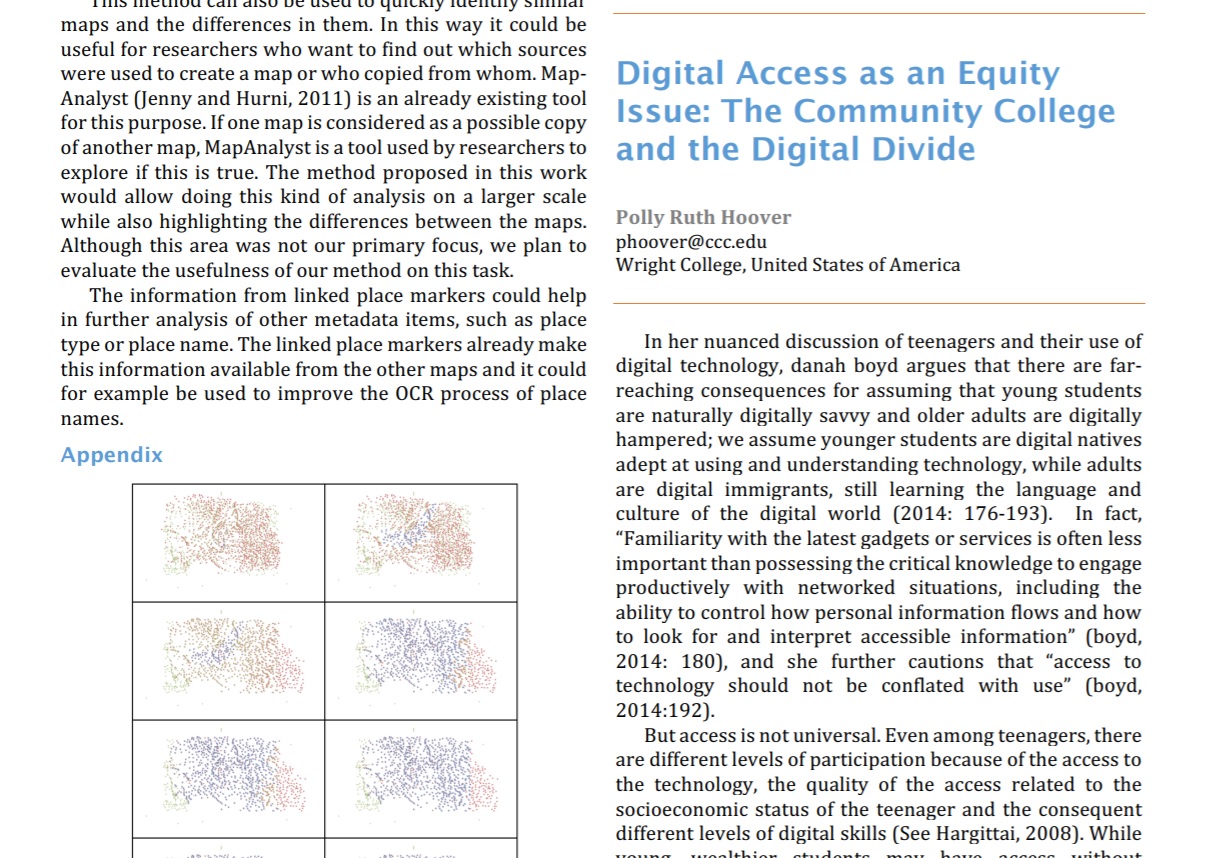 This method can also be used to quickly identify similar
maps and the differences in them. In this way it could be
useful for researchers who want to find out which sources
were used to create a map or who copied from whom. Map-
Analyst (Jenny and Hurni, 2011) is an already existing tool
for this purpose. If one map is considered as a possible copy
of another map, MapAnalyst is a tool used by researchers to
explore if this is true. The method proposed in this work
would allow doing this kind of analysis on a larger scale
while also highlighting the differences between the maps.
Although this area was not our primary focus, we plan to
evaluate the usefulness of our method on this task.
The information from linked place markers could help
in further analysis of other metadata items, such as place
type or place name. The linked place markers already make
this information available from the other maps and it could
for example be used to improve the OCR process of place
names.
Appendix
Digital Access as an Equity
Issue: The Community College
and the Digital Divide
Polly Ruth Hoover
phoover@ccc.edu
Wright College, United States of America
In her nuanced discussion of teenagers and their use of
digital technology, danah boyd argues that there are far-
reaching consequences for assuming that young students
are naturally digitally savvy and older adults are digitally
hampered; we assume younger students are digital natives
adept at using and understanding technology, while adults
are digital immigrants, still learning the language and
culture of the digital world (2014: 176-193). In fact,
“Familiarity with the latest gadgets or services is often less
important than possessing the critical knowledge to engage
productively with networked situations, including the
ability to control how personal information flows and how
to look for and interpret accessible information” (boyd,
2014: 180), and she further cautions that “access to
technology should not be conflated with use” (boyd,
2014:192).
But access is not universal. Even among teenagers, there
are different levels of participation because of the access to
the technology, the quality of the access related to the
socioeconomic status of the teenager and the consequent
different levels of digital skills (See Hargittai, 2008). While
young, wealthier students may have access without